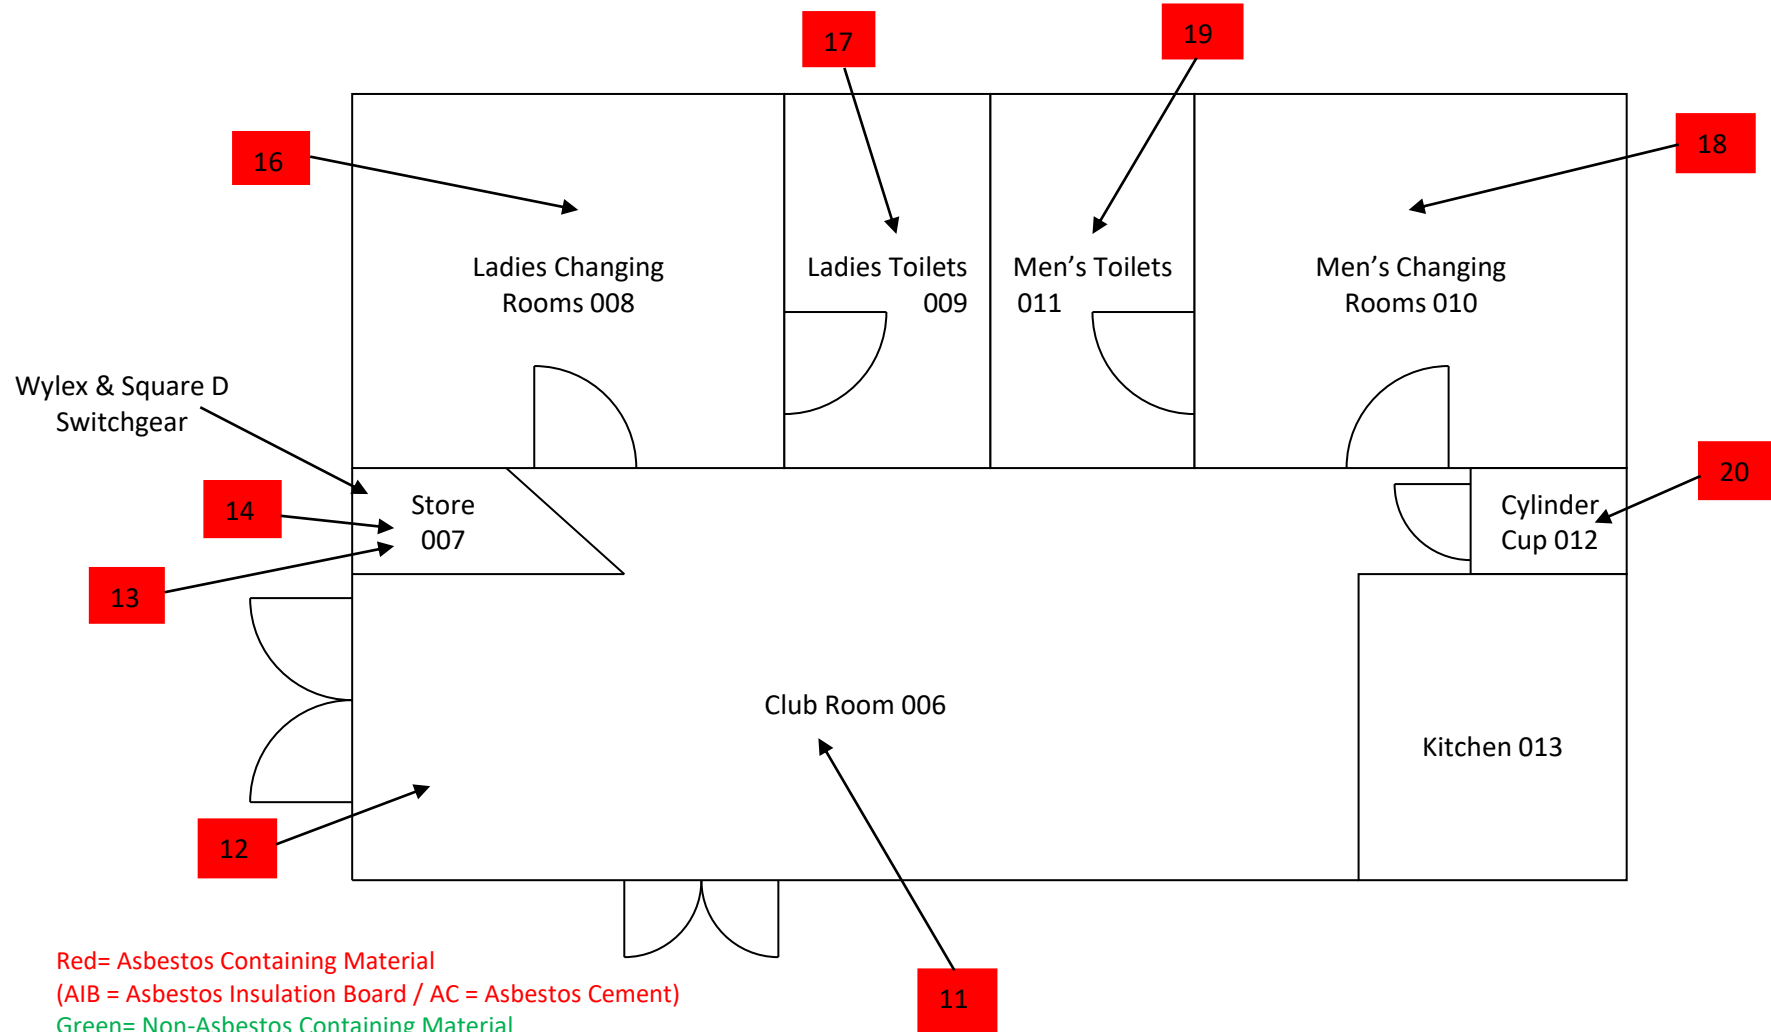 17
19
16
18
Ladies Changing
Rooms 008
Ladies Toilets
009
Men’s Toilets
011
Men’s Changing
Rooms 010
Wylex & Square D
Switchgear
14
13
Store
007
Cylinder
Cup 012
20
Club Room 006
Kitchen 013
12
11
Red= Asbestos Containing Material
(AIB = Asbestos Insulation Board / AC = Asbestos Cement)
Green= Non-Asbestos Containing Material